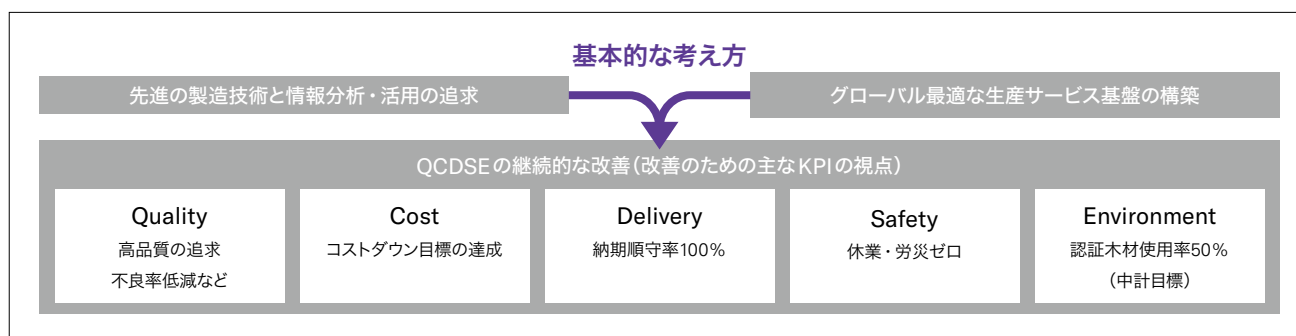 基本的な考え方
先進の製造技術と情報分析・活用の追求
グローバル最適な生産サービス基盤の構築
QCDSEの継続的な改善（改善のための主なKPIの視点）
Quality
高品質の追求
不良率低減など
Cost
コストダウン目標の達成
Delivery
納期順守率100%
Safety
休業・労災ゼロ
Environment
認証木材使用率50%
（中計目標）